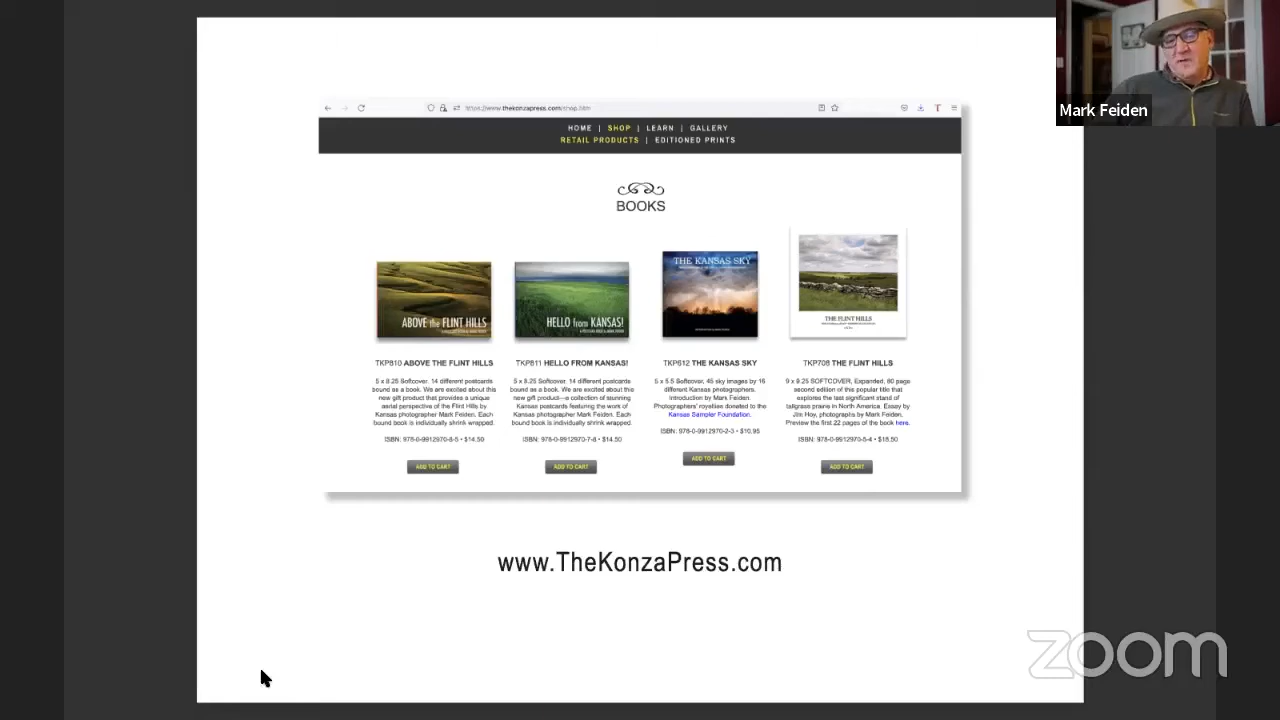 https://www.thekonzapress.com/shop.htm
HOME | SHOP | LEARN | GALLERY
RETAIL PRODUCTS | EDITIONED PRINTS
BOOKS
ABOVE the FLINT HILLS
HELLO from KANSAS!
THE KANSAS SKY
THE FLINT HILLS
TKP810 ABOVE THE FLINT HILLS
5 x 8.25 Softcover. 14 different postcards
bound as a book. We are excited about this
new gift product that provides a unique
aerial perspective of the Flint Hills by
Kansas photographer Mark Feiden. Each
bound book is individually shrink wrapped.
ISBN: 978-0-9912970-8-5 • $14.50
ADD TO CART
TKP811 HELLO FROM KANSAS!
5 x 8.25 Softcover. 14 different postcards
bound as a book. We are excited about this
new gift product—a collection of stunning
Kansas postcards featuring the work of
Kansas photographer Mark Feiden. Each
bound book is individually shrink wrapped.
ISBN: 978-0-9912970-7-8 • $14.50
ADD TO CART
TKP612 THE KANSAS SKY
5 x 5.5 Softcover, 45 sky images by 16
different Kansas photographers.
Introduction by Mark Feiden.
Photographers' royalties donated to the
Kansas Sampler Foundation.
ISBN: 978-0-9912970-2-3 • $10.95
ADD TO CART
TKP708 THE FLINT HILLS
9 x 9.25 SOFTCOVER, Expanded, 80 page
second edition of this popular title that
explores the last significant stand of
tallgrass prairie in North America. Essay by
Jim Hoy, photographs by Mark Feiden.
Preview the first 22 pages of the book here.
ISBN: 978-0-9912970-5-4 • $18.50
ADD TO CART
www.TheKonzaPress.com
Mark Feiden
zoom